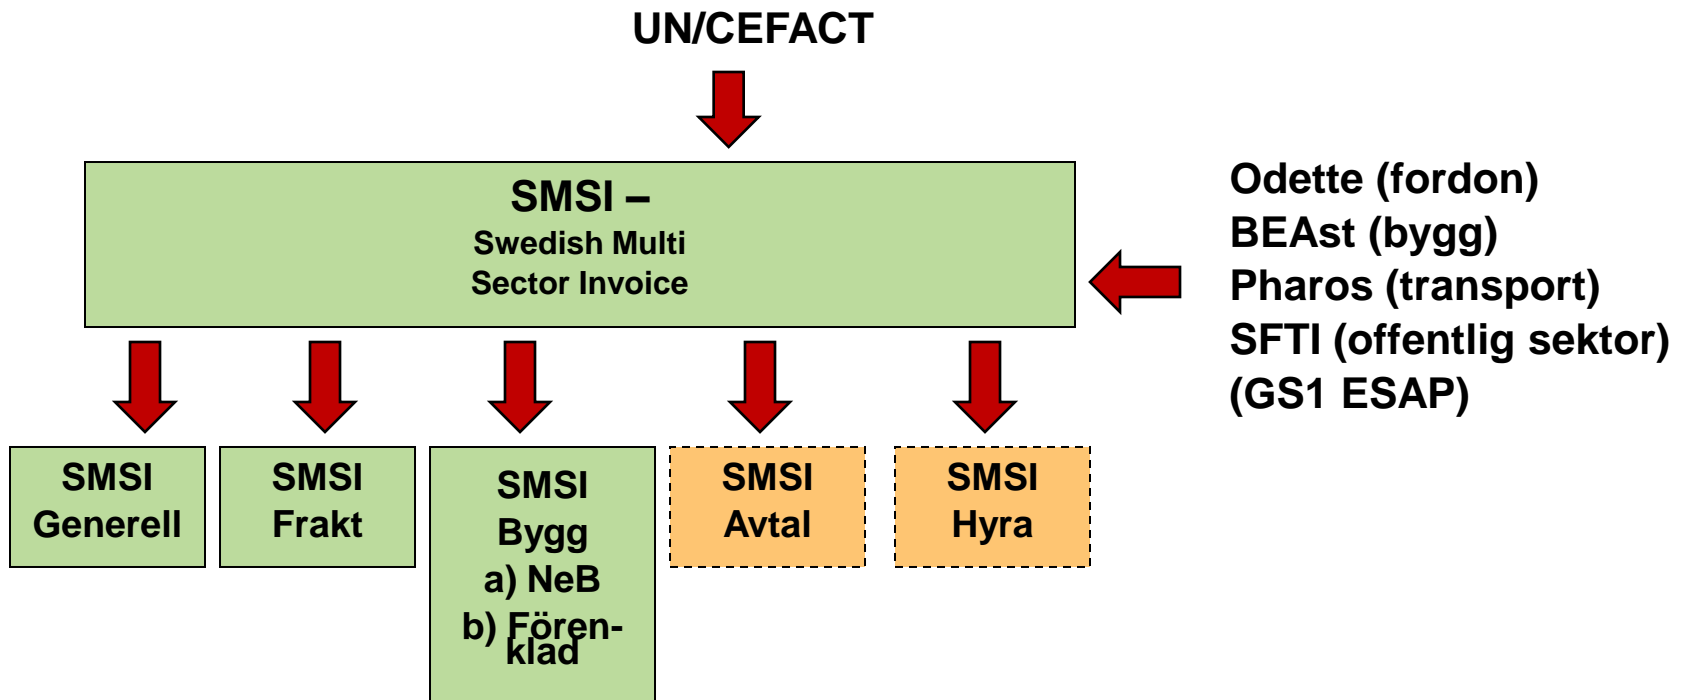 UN/CEFACT
SMSI –
Swedish Multi
Sector Invoice
Odette (fordon)
BEAst (bygg)
Pharos (transport)
SFTI (offentlig sektor)
(GS1 ESAP)
SMSI
Generell
SMSI
Frakt
SMSI
Bygg
a) NeB
b) Fören-
klad
SMSI
Avtal
SMSI
Hyra